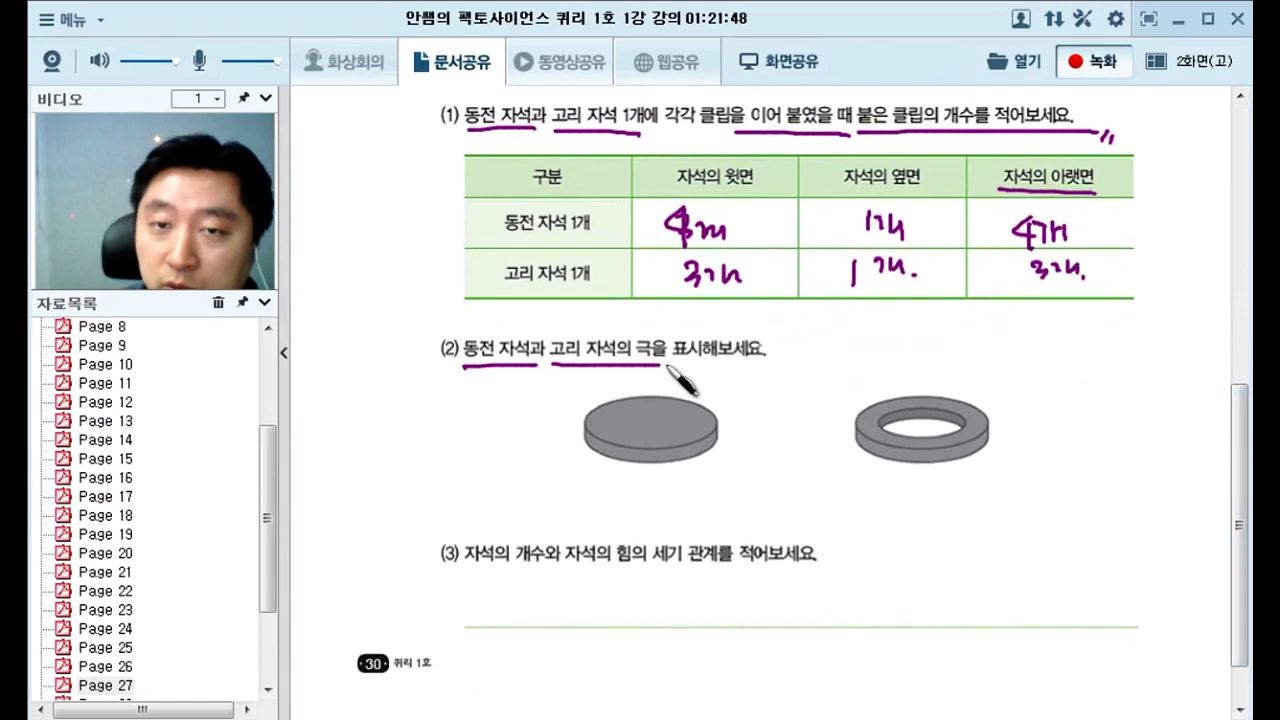 메뉴
안쌤의 팩토사이언스 퀴리 1호 1강 강의 01:21:48
화상회의
문서공유
동영상공유
웹공유
화면공유
열기
녹화
2화면(고)
비디오
1
자료목록
Page 8
Page 9
Page 10
Page 11
Page 12
Page 13
Page 14
Page 15
Page 16
Page 17
Page 18
Page 19
Page 20
Page 21
Page 22
Page 23
Page 24
Page 25
Page 26
Page 27
(1) 동전 자석과 고리 자석 1개에 각각 클립을 이어 붙였을 때 붙은 클립의 개수를 적어보세요.
구분 자석의 윗면 자석의 옆면 자석의 아랫면
동전 자석 1개 4개 1개 4개
고리 자석 1개 3개 1개. 3개.
(2) 동전 자석과 고리 자석의 극을 표시해보세요.
(3) 자석의 개수와 자석의 힘의 세기 관계를 적어보세요.
30 퀴리 1호